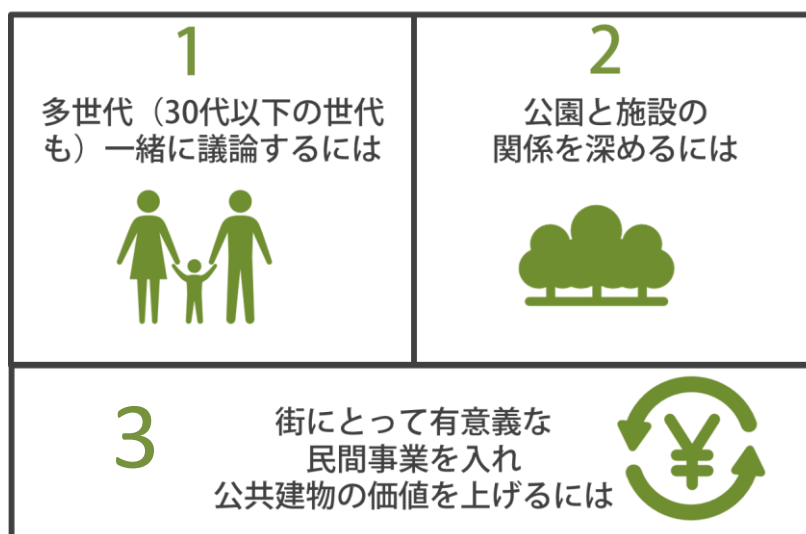 1
多世代（30代以下の世代
も）一緒に議論するには
2
公園と施設の
関係を深めるには
3
街にとって有意義な
民間事業を入れ
公共建物の価値を上げるには
¥